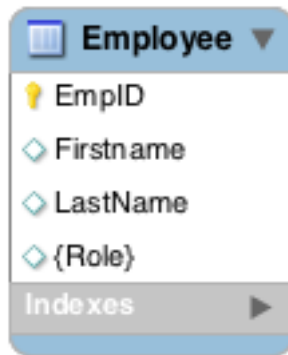 Employee
EmpID
Firstname
LastName
{Role}
Indexes